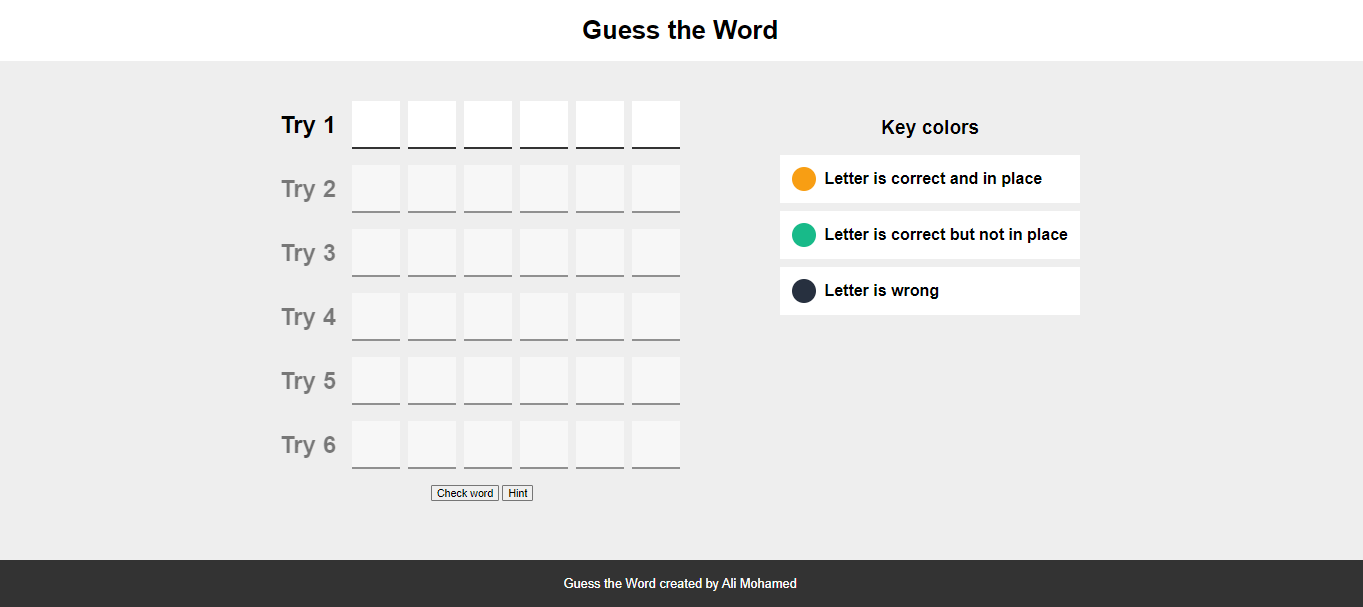 Guess the Word
Try 1
Try 2
Try 3
Try 4
Try 5
Try 6
Check word
Hint
Key colors
Letter is correct and in place
Letter is correct but not in place
Letter is wrong
Guess the Word created by Ali Mohamed